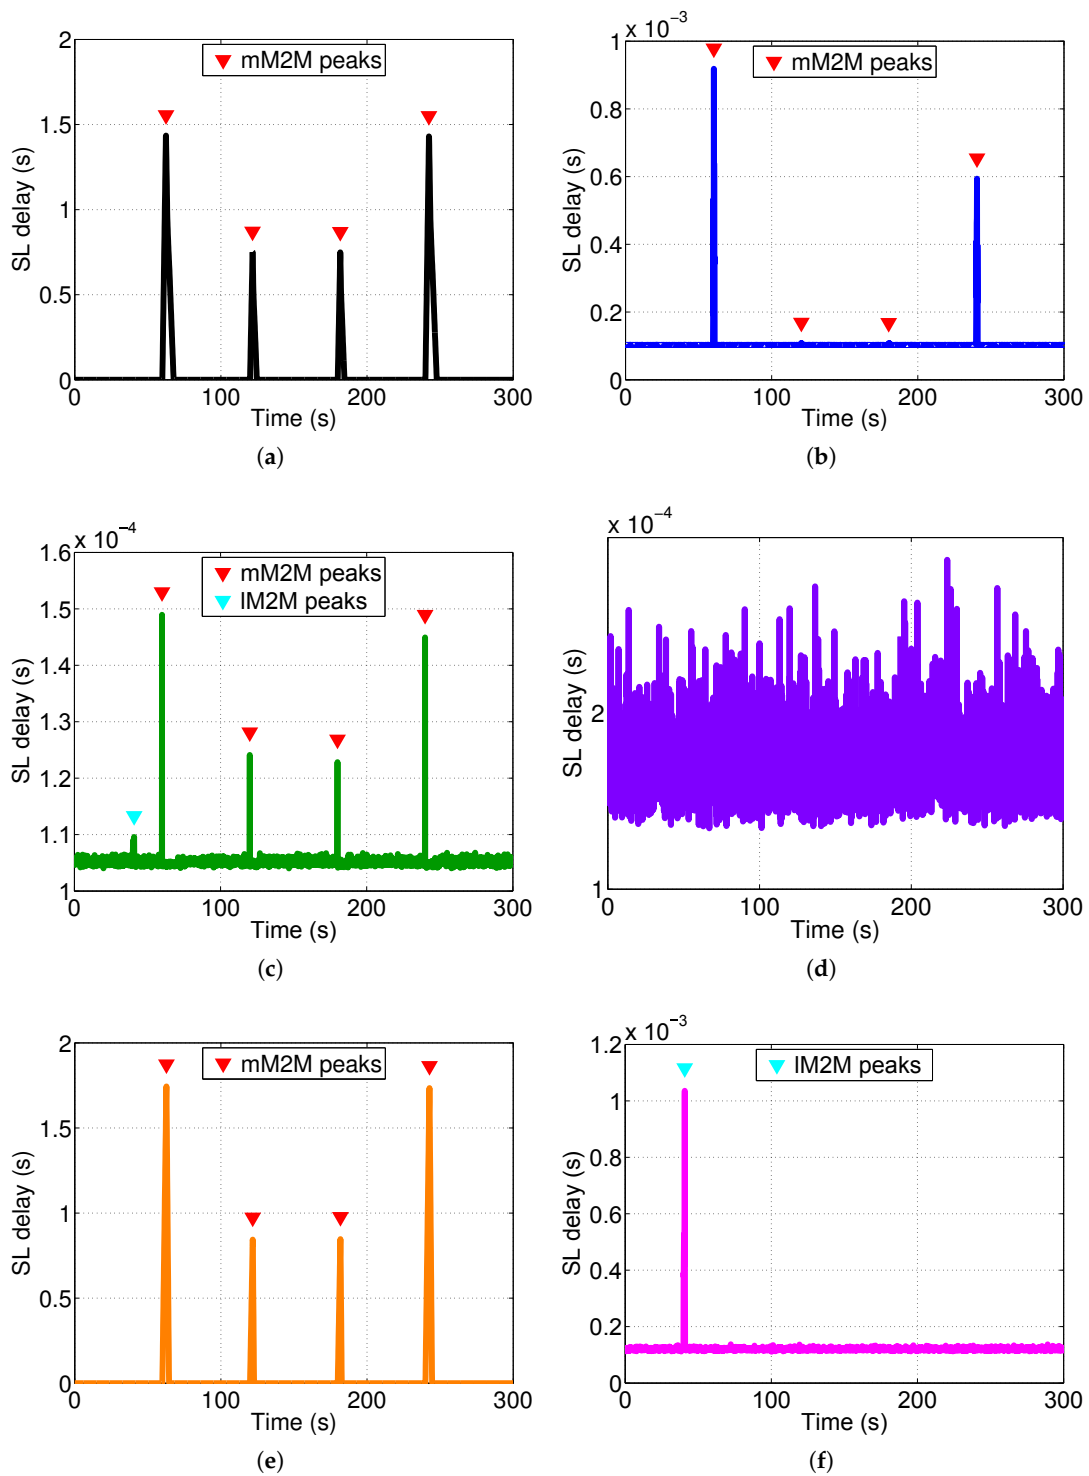 2
1.5
1
0.5
0
0 100 200 300
SL delay (s)
Time (s)
mM2M peaks
(a)
x 10⁻³
1
0.8
0.6
0.4
0.2
0
0 100 200 300
SL delay (s)
Time (s)
mM2M peaks
(b)
x 10⁻⁴
1.6
1.5
1.4
1.3
1.2
1.1
1
0 100 200 300
SL delay (s)
Time (s)
mM2M peaks
lM2M peaks
(c)
x 10⁻⁴
2
1
0 100 200 300
SL delay (s)
Time (s)
(d)
2
1.5
1
0.5
0
0 100 200 300
SL delay (s)
Time (s)
mM2M peaks
(e)
x 10⁻³
1.2
1
0.8
0.6
0.4
0.2
0
0 100 200 300
SL delay (s)
Time (s)
lM2M peaks
(f)